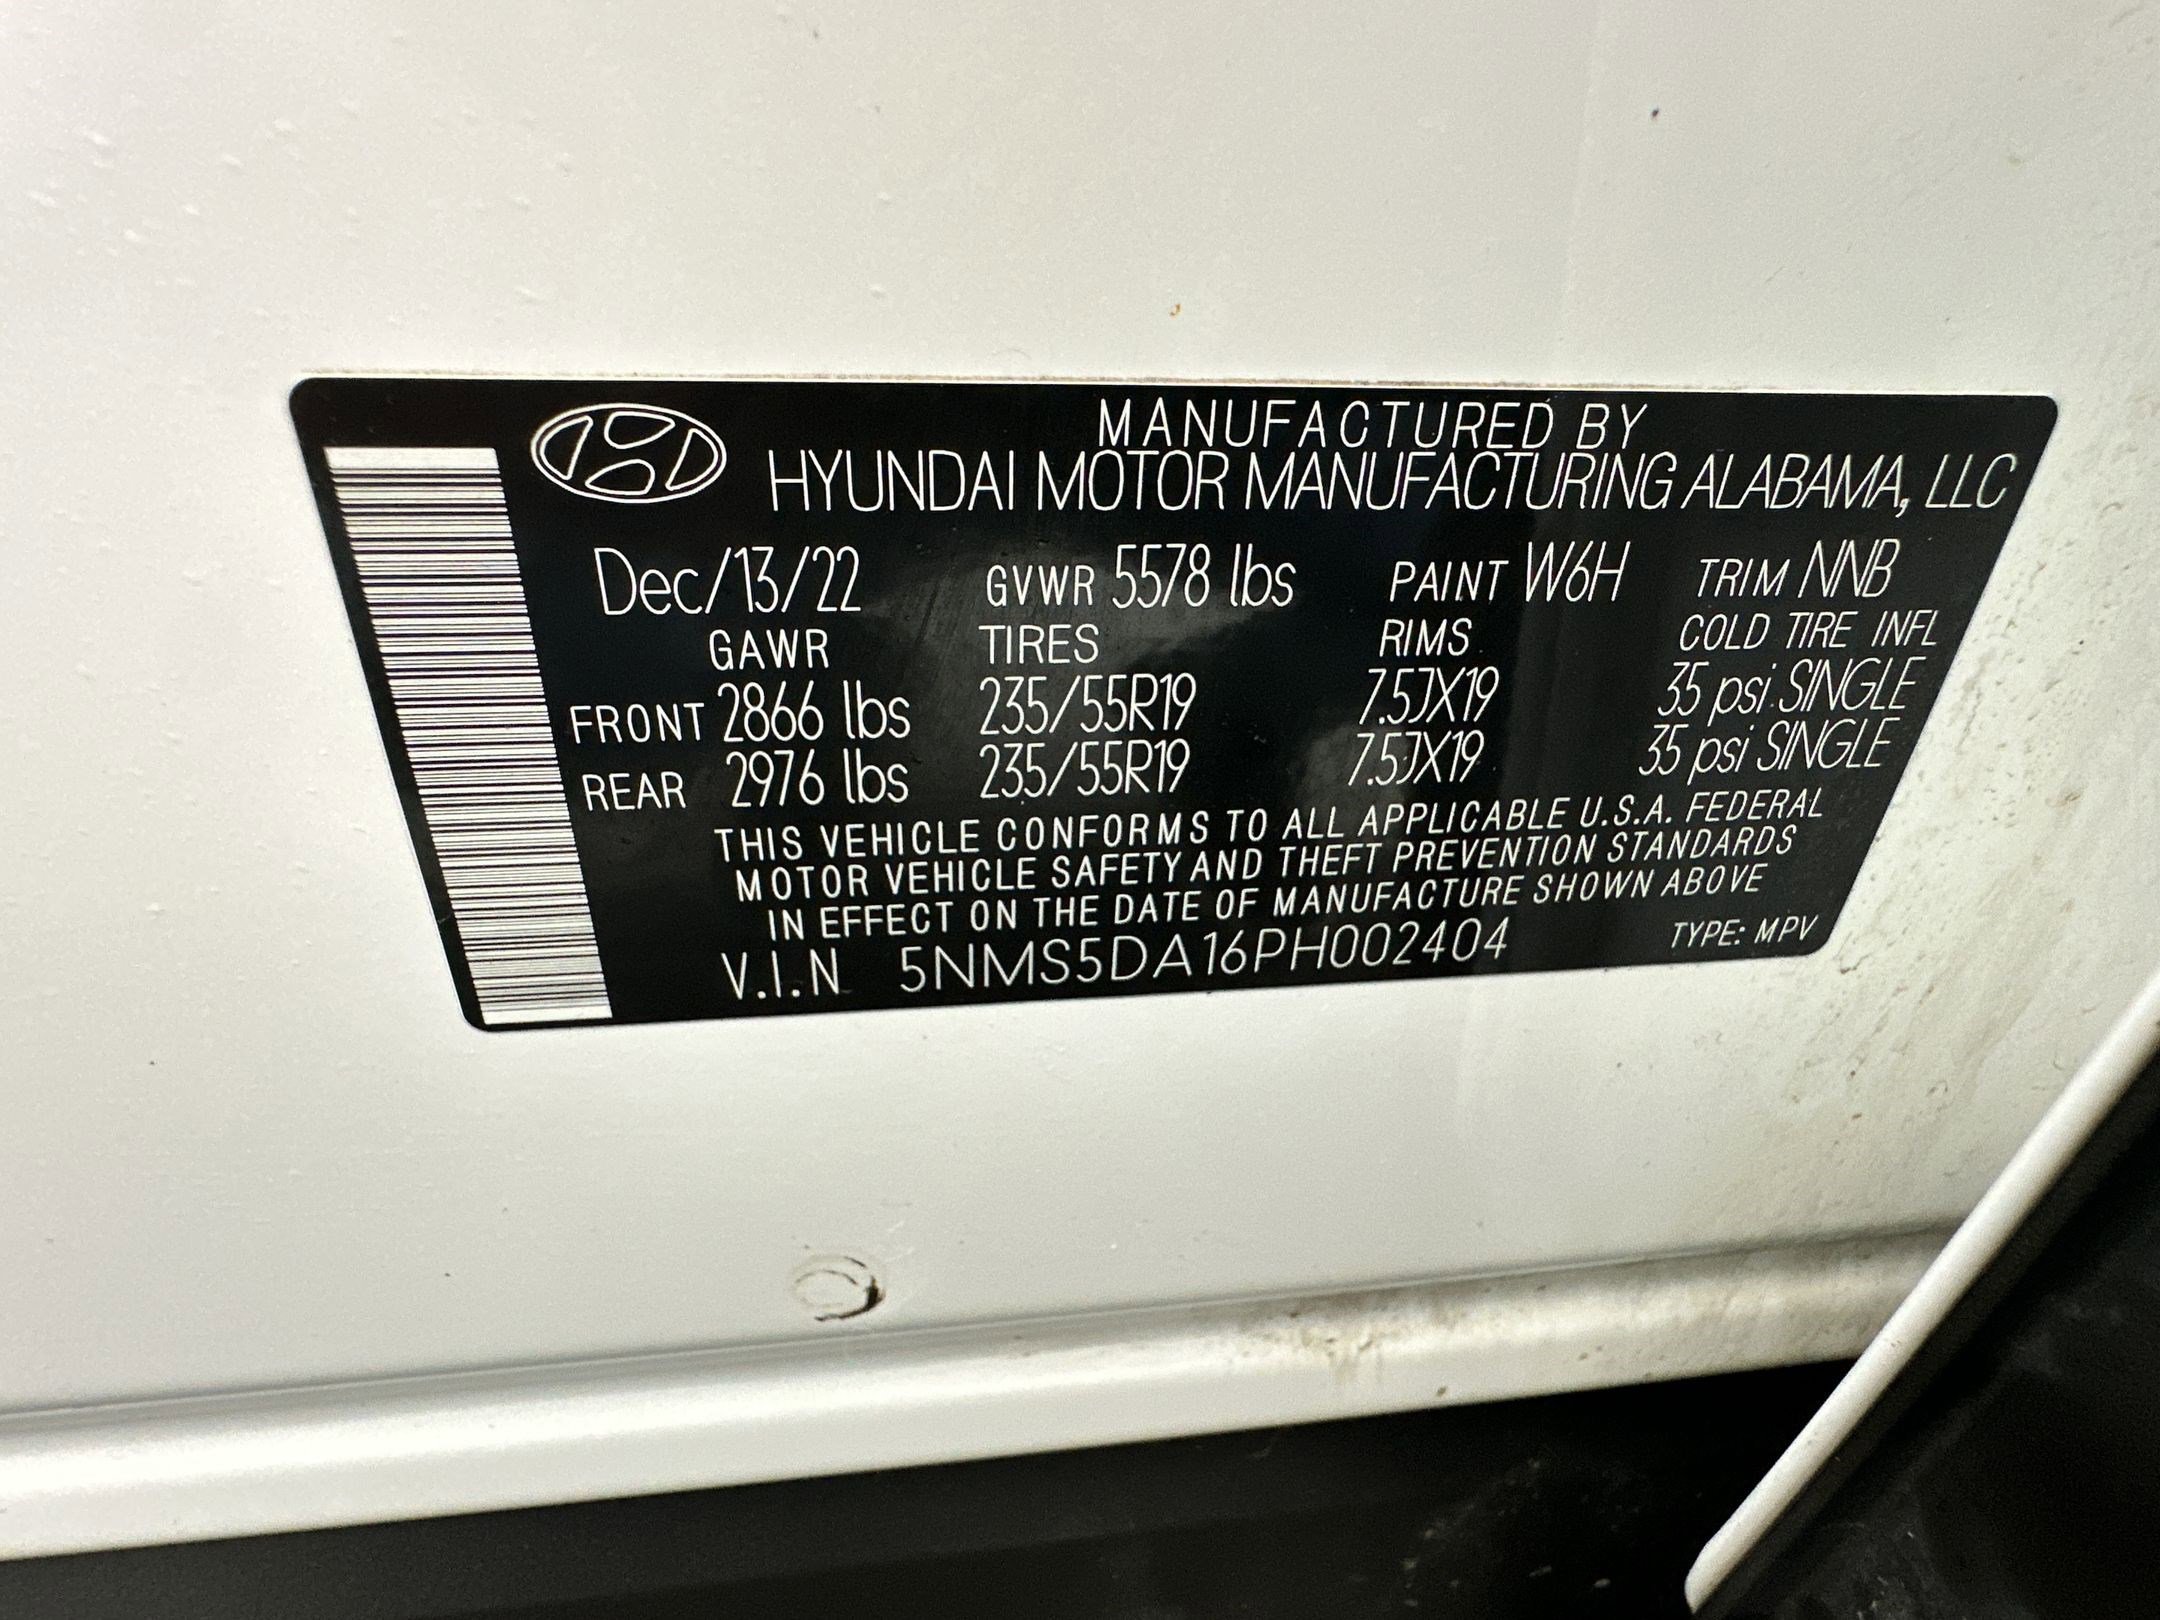 MANUFACTURED BY
HYUNDAI MOTOR MANUFACTURING ALABAMA, LLC
Dec/13/22 GVWR 5578 lbs PAINT W6H TRIM NNB
GAWR TIRES RIMS COLD TIRE INFL
FRONT 2866 lbs 235/55R19 7.5JX19 35 psi SINGLE
REAR 2976 lbs 235/55R19 7.5JX19 35 psi SINGLE
THIS VEHICLE CONFORMS TO ALL APPLICABLE U.S.A. FEDERAL
MOTOR VEHICLE SAFETY AND THEFT PREVENTION STANDARDS
IN EFFECT ON THE DATE OF MANUFACTURE SHOWN ABOVE
V.I.N 5NMS5DA16PH002404 TYPE: MPV